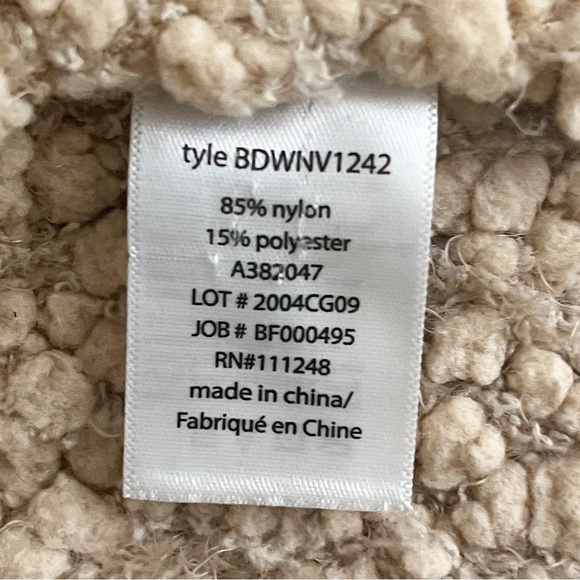 tyle BDWNV1242
85% nylon
15% polyester
A382047
LOT # 2004CG09
JOB # BF000495
RN#111248
made in china/
Fabriqué en Chine